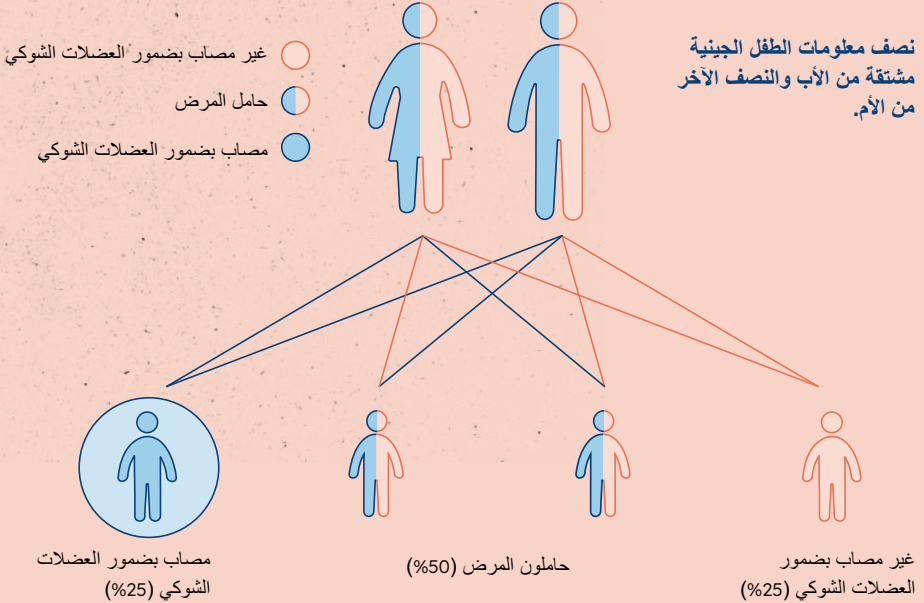 نصف معلومات الطفل الجينية
مشتقة من الأب والنصف الآخر
من الأم.
غير مصاب بضمور العضلات الشوكي
حامل المرض
مصاب بضمور العضلات الشوكي
غير مصاب بضمور
العضلات الشوكي (25%)
حاملون المرض (50%)
مصاب بضمور العضلات
الشوكي (25%)